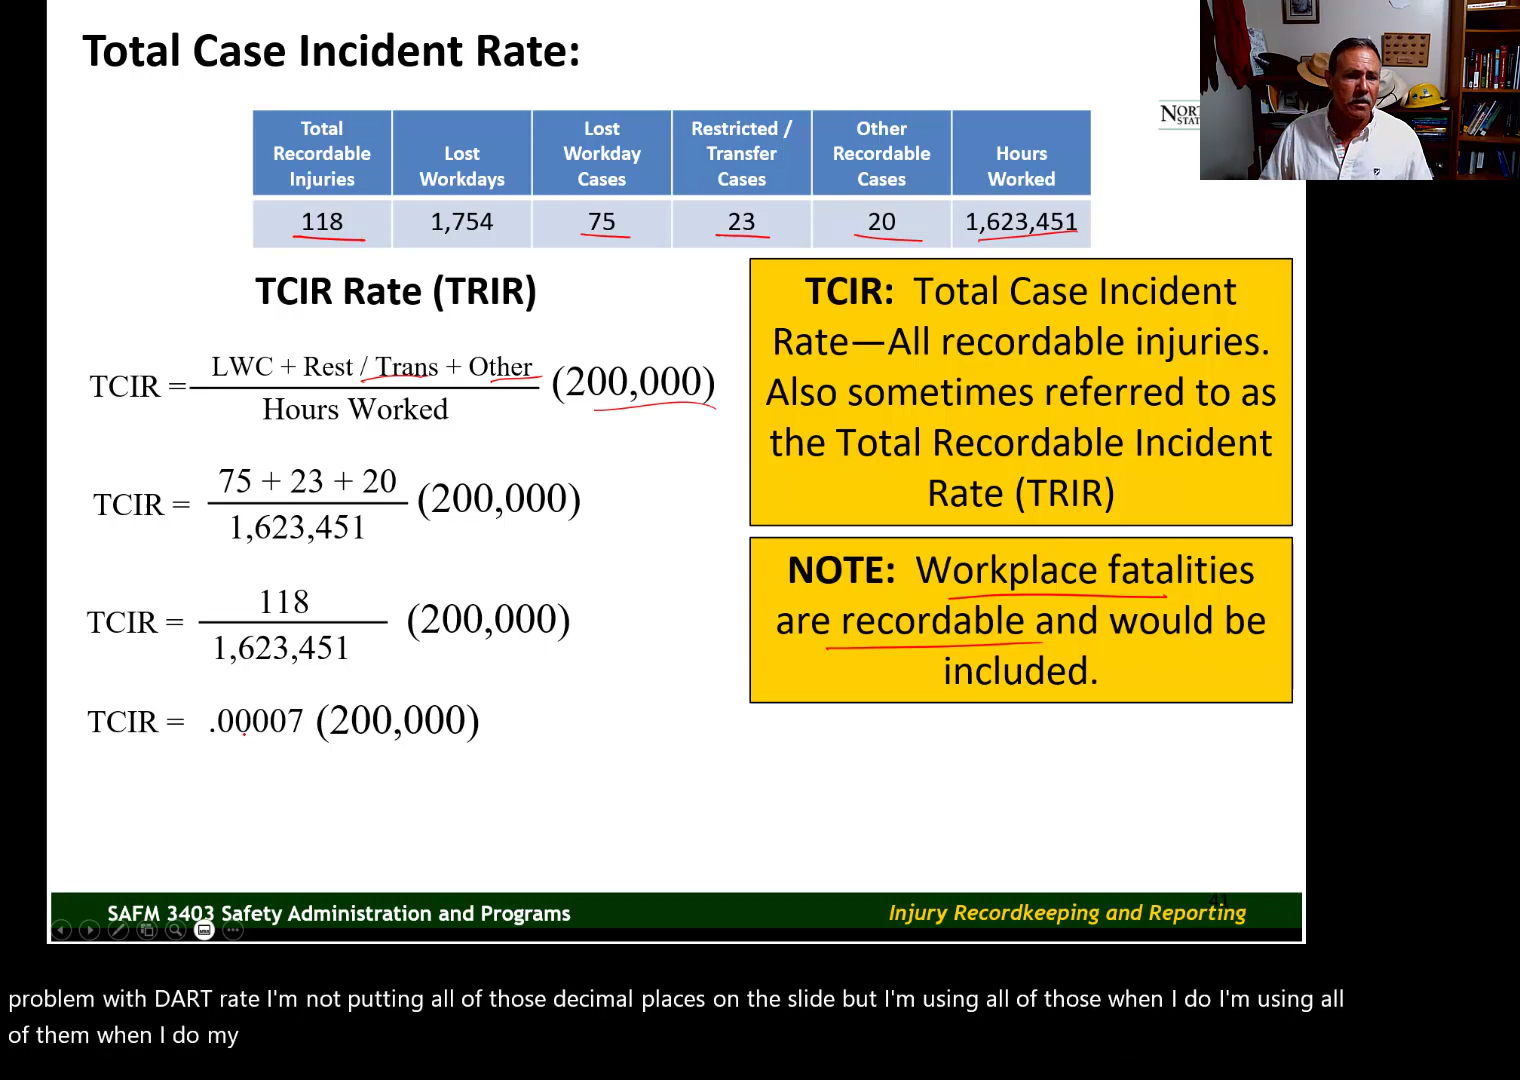 Total Case Incident Rate:
Total Recordable Injuries
Lost Workdays
Lost Workday Cases
Restricted / Transfer Cases
Other Recordable Cases
Hours Worked
118 1,754 75 23 20 1,623,451
TCIR Rate (TRIR)
TCIR = LWC + Rest / Trans + Other (200,000)
Hours Worked
TCIR = 75 + 23 + 20 (200,000)
1,623,451
TCIR = 118 (200,000)
1,623,451
TCIR = .00007 (200,000)
TCIR: Total Case Incident
Rate—All recordable injuries.
Also sometimes referred to as
the Total Recordable Incident
Rate (TRIR)
NOTE: Workplace fatalities
are recordable and would be
included.
41
SAFM 3403 Safety Administration and Programs
Injury Recordkeeping and Reporting
problem with DART rate I'm not putting all of those decimal places on the slide but I'm using all of those when I do I'm using all
of them when I do my